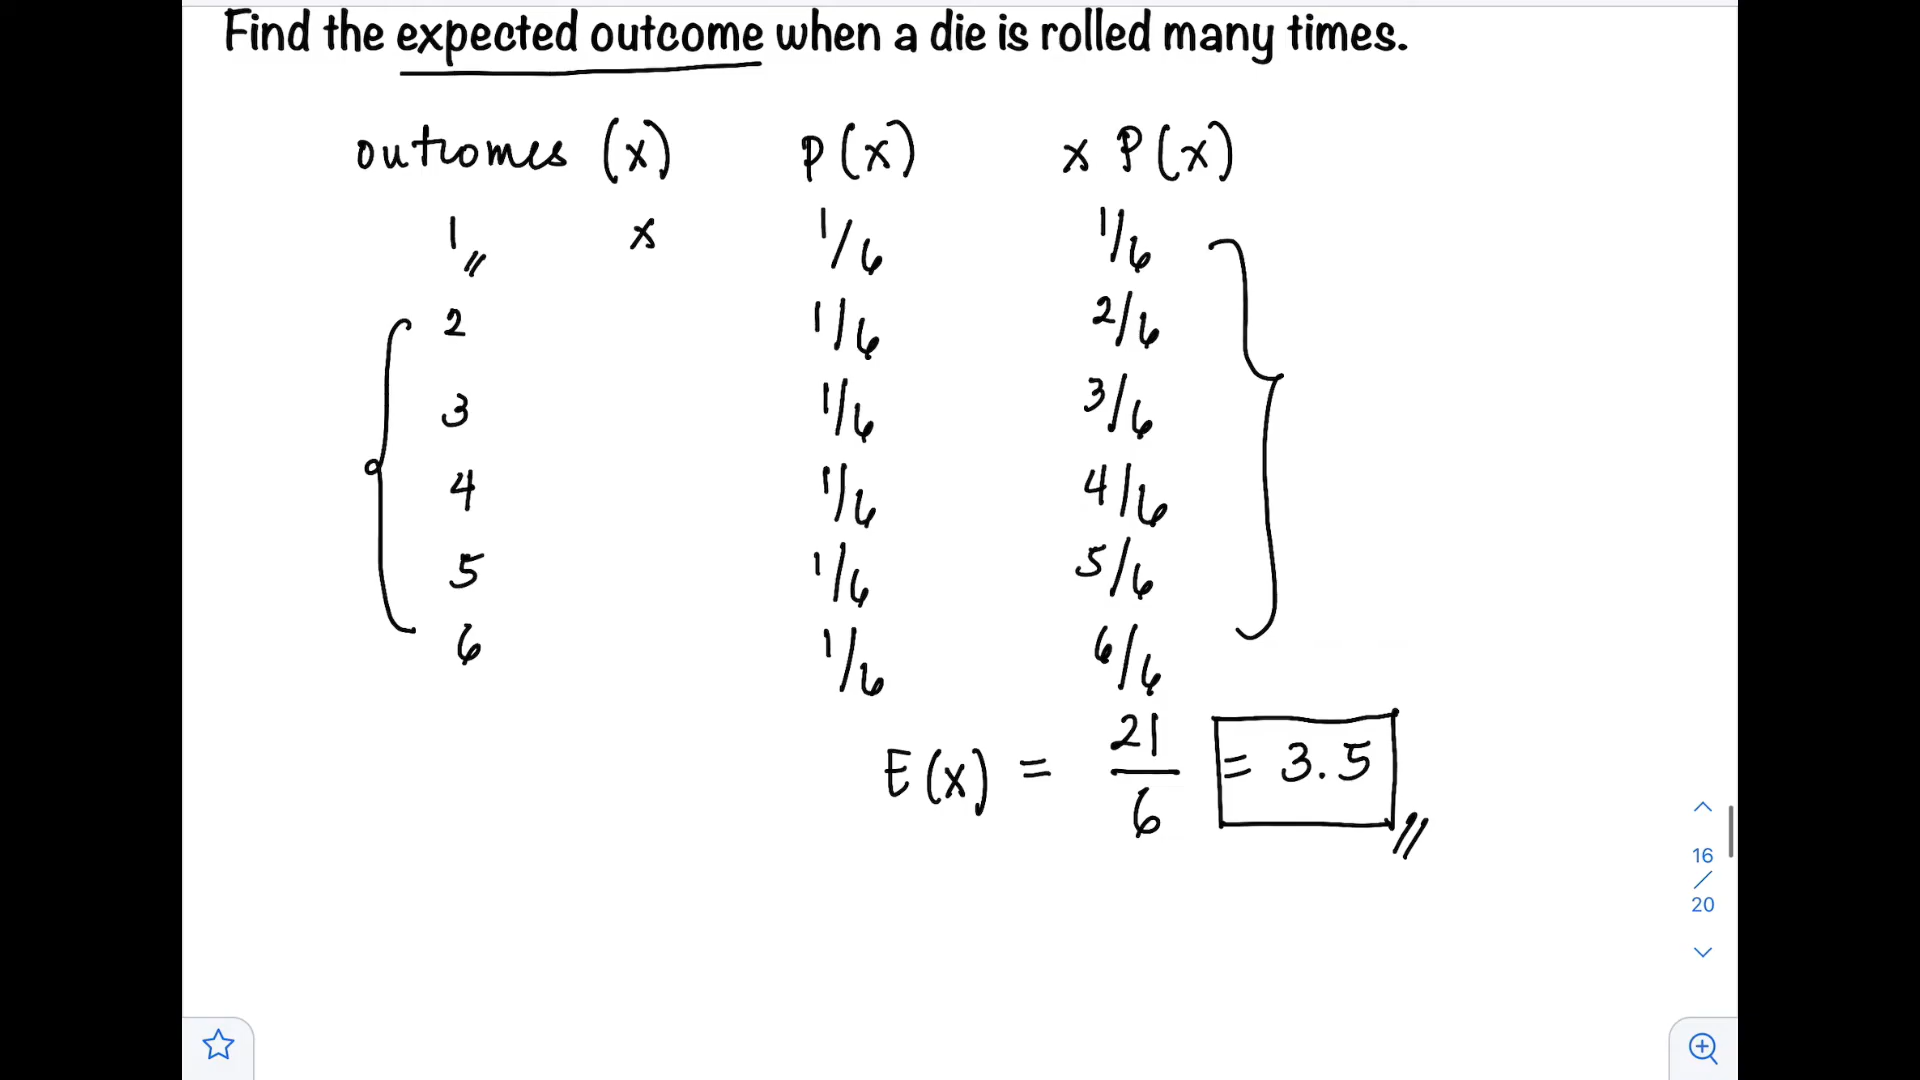 Find the expected outcome when a die is rolled many times.
outcomes (x) P(x) x P(x)
1 x 1/6 1/6
2 1/6 2/6
3 1/6 3/6
4 1/6 4/6
5 1/6 5/6
6 1/6 6/6
E(x) = 21/6 = 3.5
16
/
20